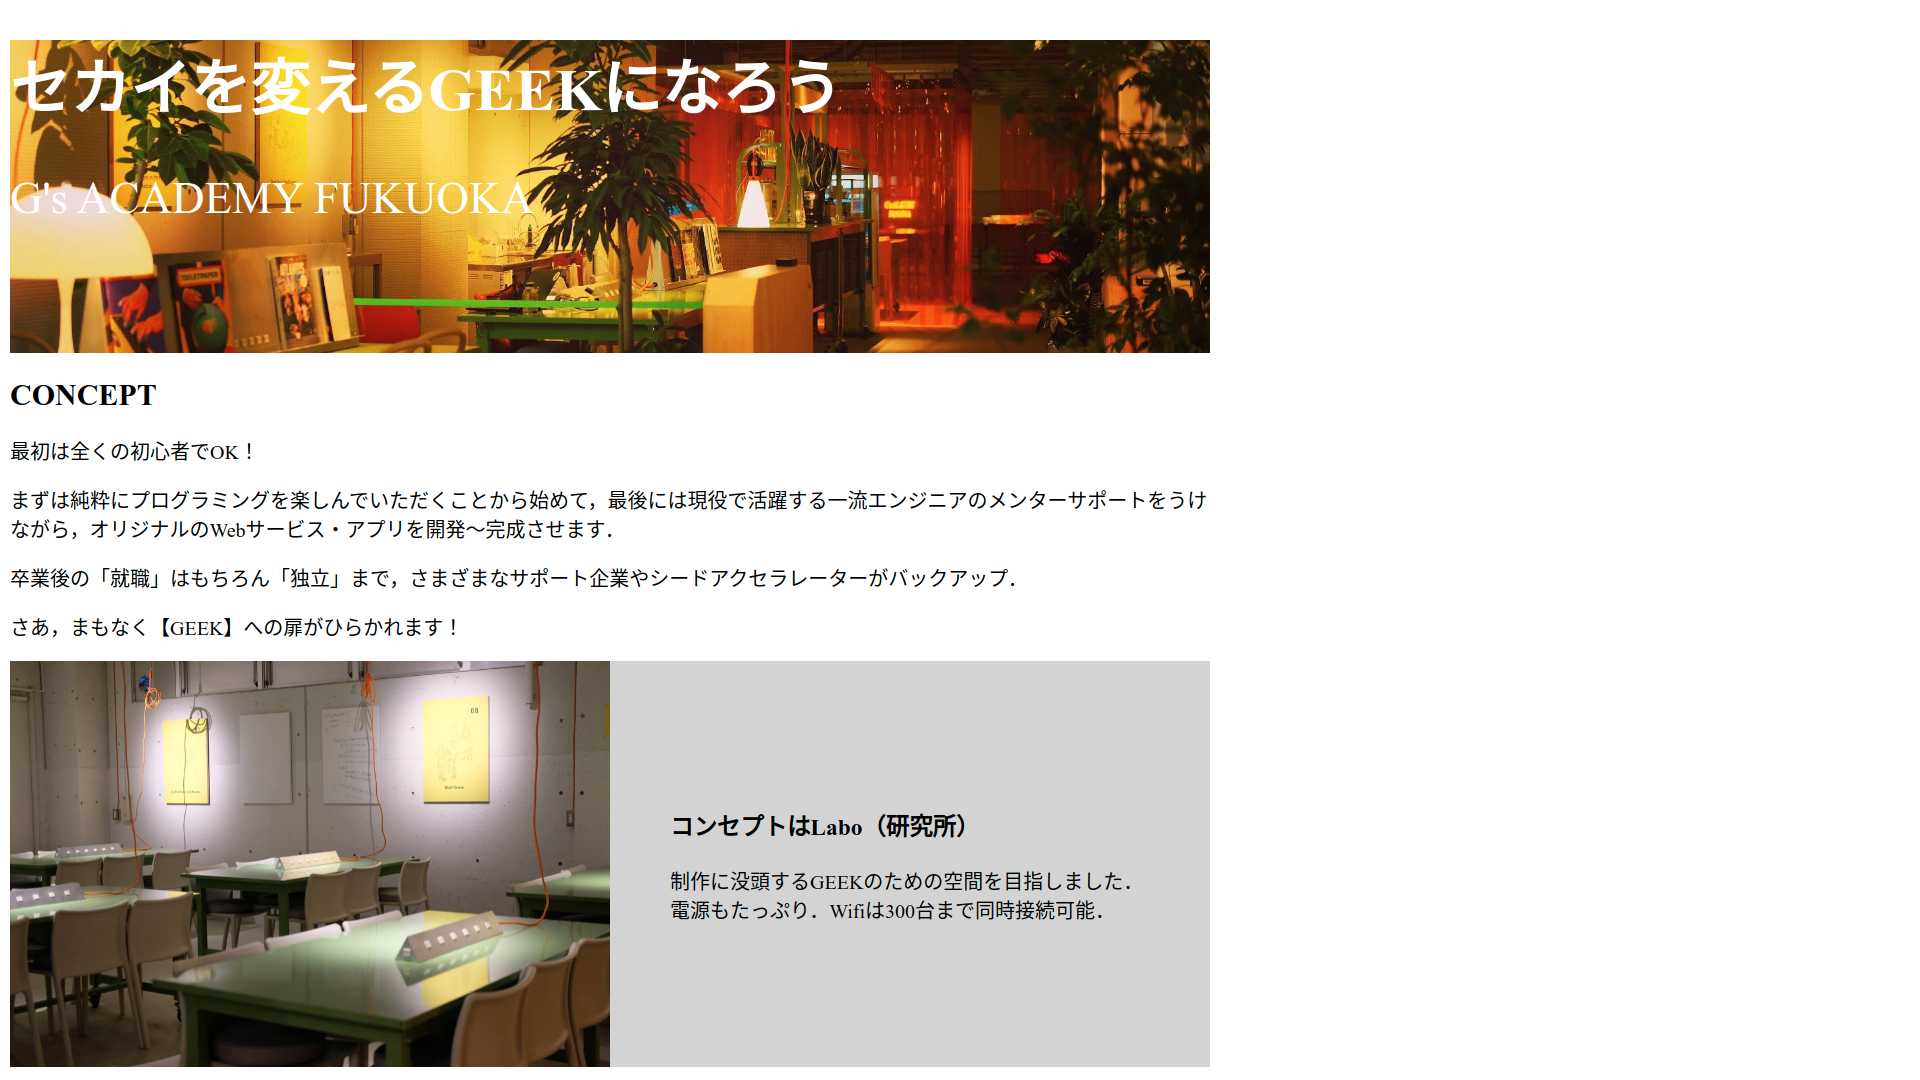 セカイを変えるGEEKになろう
G's ACADEMY FUKUOKA
CONCEPT
最初は全くの初心者でOK！
まずは純粋にプログラミングを楽しんでいただくことから始めて，最後には現役で活躍する一流エンジニアのメンターサポートをうけ
ながら，オリジナルのWebサービス・アプリを開発〜完成させます．
卒業後の「就職」はもちろん「独立」まで，さまざまなサポート企業やシードアクセラレーターがバックアップ．
さあ，まもなく【GEEK】への扉がひらかれます！
コンセプトはLabo（研究所）
制作に没頭するGEEKのための空間を目指しました．
電源もたっぷり．Wifiは300台まで同時接続可能．